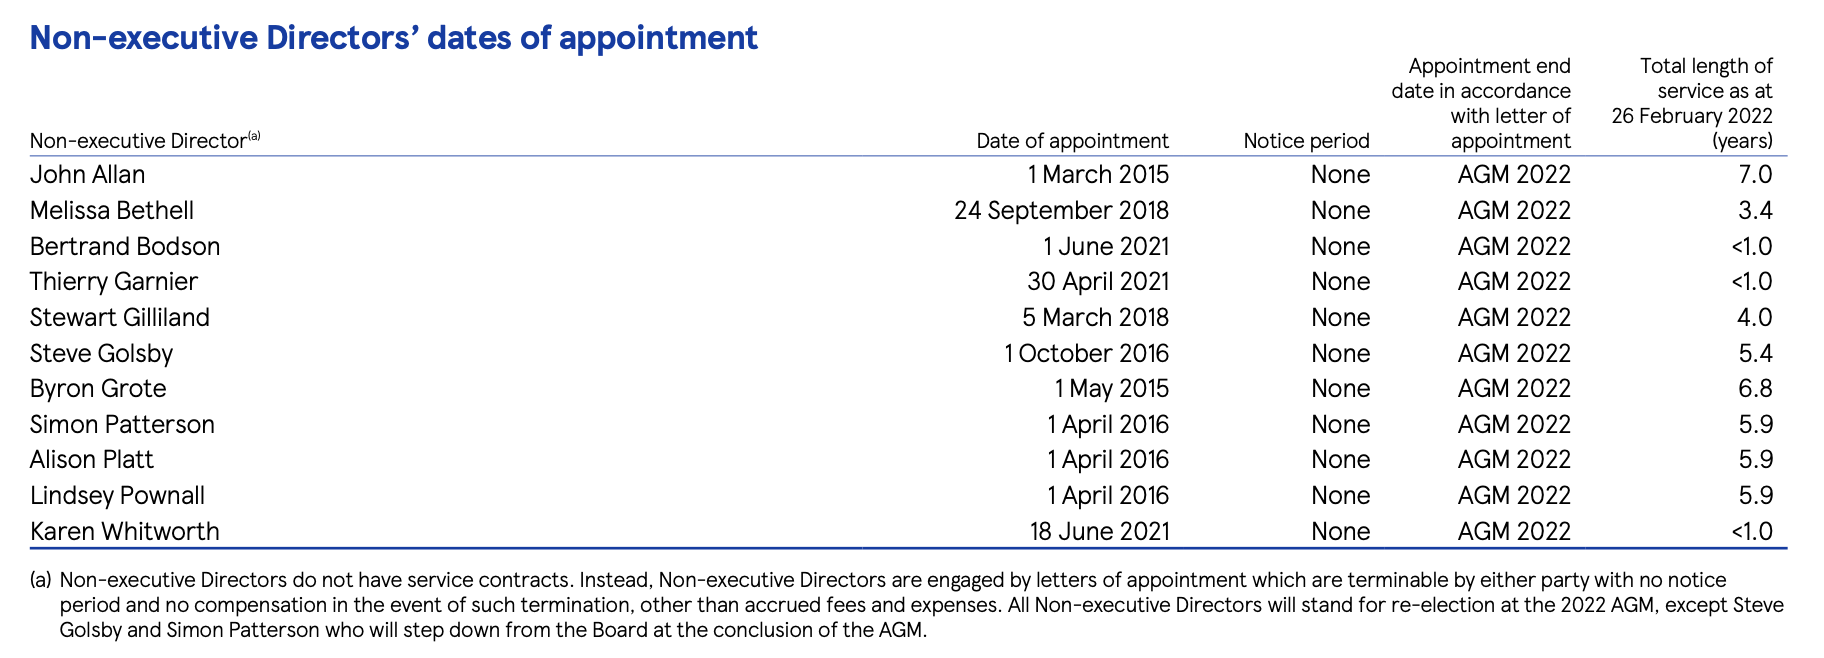 Non-executive Directors’ dates of appointment
Non-executive Director(a) Date of appointment Notice period Appointment end date in accordance with letter of appointment Total length of service as at 26 February 2022 (years)
John Allan 1 March 2015 None AGM 2022 7.0
Melissa Bethell 24 September 2018 None AGM 2022 3.4
Bertrand Bodson 1 June 2021 None AGM 2022 <1.0
Thierry Garnier 30 April 2021 None AGM 2022 <1.0
Stewart Gilliland 5 March 2018 None AGM 2022 4.0
Steve Golsby 1 October 2016 None AGM 2022 5.4
Byron Grote 1 May 2015 None AGM 2022 6.8
Simon Patterson 1 April 2016 None AGM 2022 5.9
Alison Platt 1 April 2016 None AGM 2022 5.9
Lindsey Pownall 1 April 2016 None AGM 2022 5.9
Karen Whitworth 18 June 2021 None AGM 2022 <1.0
(a) Non-executive Directors do not have service contracts. Instead, Non-executive Directors are engaged by letters of appointment which are terminable by either party with no notice
period and no compensation in the event of such termination, other than accrued fees and expenses. All Non-executive Directors will stand for re-election at the 2022 AGM, except Steve
Golsby and Simon Patterson who will step down from the Board at the conclusion of the AGM.